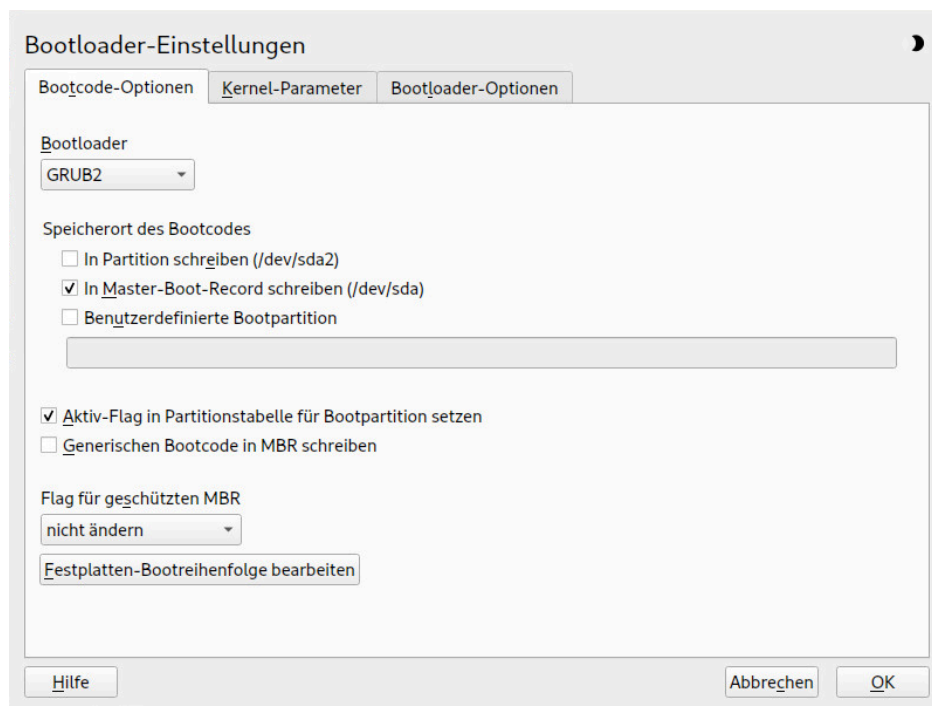 Bootloader-Einstellungen
Bootcode-Optionen Kernel-Parameter Bootloader-Optionen
Bootloader
GRUB2
Speicherort des Bootcodes
In Partition schreiben (/dev/sda2)
In Master-Boot-Record schreiben (/dev/sda)
Benutzerdefinierte Bootpartition
Aktiv-Flag in Partitionstabelle für Bootpartition setzen
Generischen Bootcode in MBR schreiben
Flag für geschützten MBR
nicht ändern
Festplatten-Bootreihenfolge bearbeiten
Hilfe Abbrechen OK